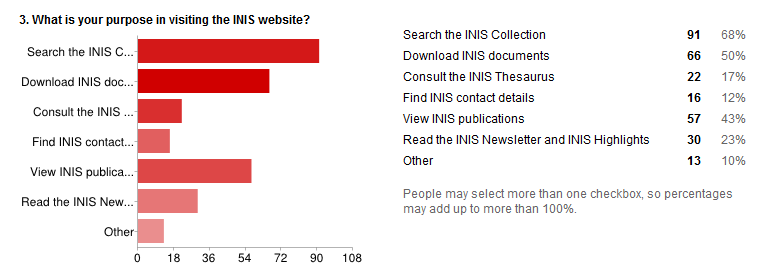 3. What is your purpose in visiting the INIS website?
Search the INIS C...
Download INIS doc...
Consult the INIS ...
Find INIS contact...
View INIS publica...
Read the INIS New...
Other
0 18 36 54 72 90 108
Search the INIS Collection 91 68%
Download INIS documents 66 50%
Consult the INIS Thesaurus 22 17%
Find INIS contact details 16 12%
View INIS publications 57 43%
Read the INIS Newsletter and INIS Highlights 30 23%
Other 13 10%
People may select more than one checkbox, so percentages
may add up to more than 100%.